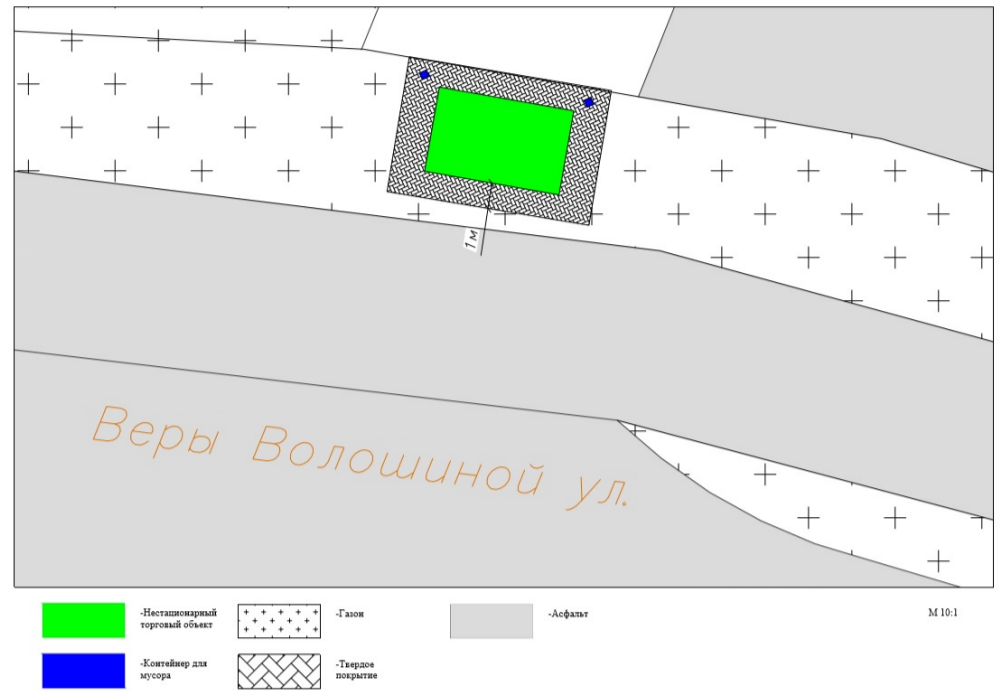 1 м
Веры Волошиной ул.
-Нестационарный
торговый объект
-Газон
-Асфальт
М 10:1
-Контейнер для
мусора
-Твердое
покрытие